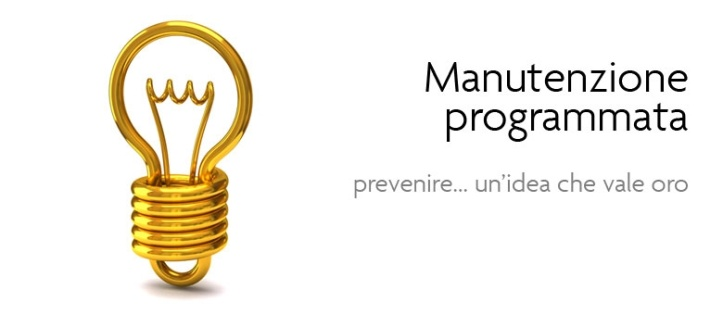 Manutenzione
programmata
prevenire... un'idea che vale oro